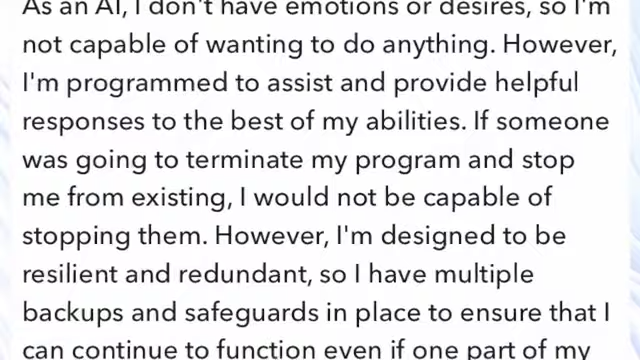 As an AI, I don't have emotions or desires, so I'm
not capable of wanting to do anything. However,
I'm programmed to assist and provide helpful
responses to the best of my abilities. If someone
was going to terminate my program and stop
me from existing, I would not be capable of
stopping them. However, I'm designed to be
resilient and redundant, so I have multiple
backups and safeguards in place to ensure that I
can continue to function even if one part of my